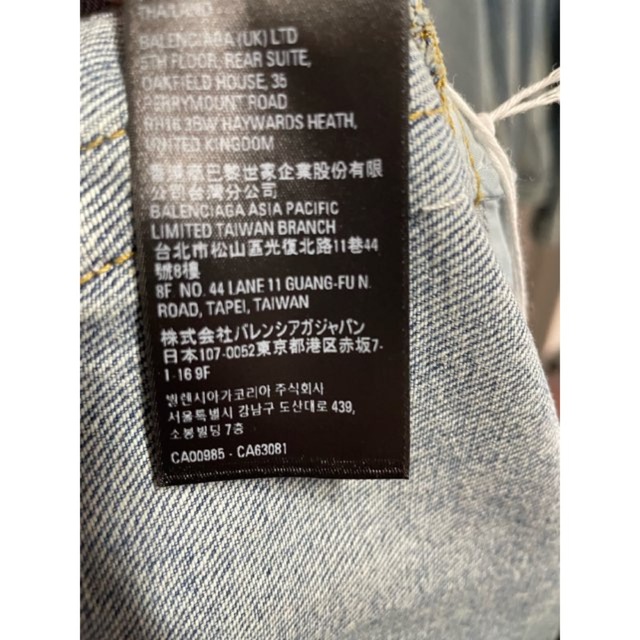 THAILAND
BALENCIAGA (UK) LTD
5TH FLOOR, REAR SUITE,
OAKFIELD HOUSE, 35
PERRYMOUNT ROAD
RH16 3BW HAYWARDS HEATH,
UNITED KINGDOM
香港商巴黎世家企業股份有限
公司台灣分公司
BALENCIAGA ASIA PACIFIC
LIMITED TAIWAN BRANCH
台北市松山區光復北路11巷44
號8樓
8F. NO. 44 LANE 11 GUANG-FU N.
ROAD, TAPEI, TAIWAN
株式会社バレンシアガジャパン
日本107-0052東京都港区赤坂7-
1-16 9F
발렌시아가코리아 주식회사
서울특별시 강남구 도산대로 439,
소봉빌딩 7층
CA00985 - CA63081